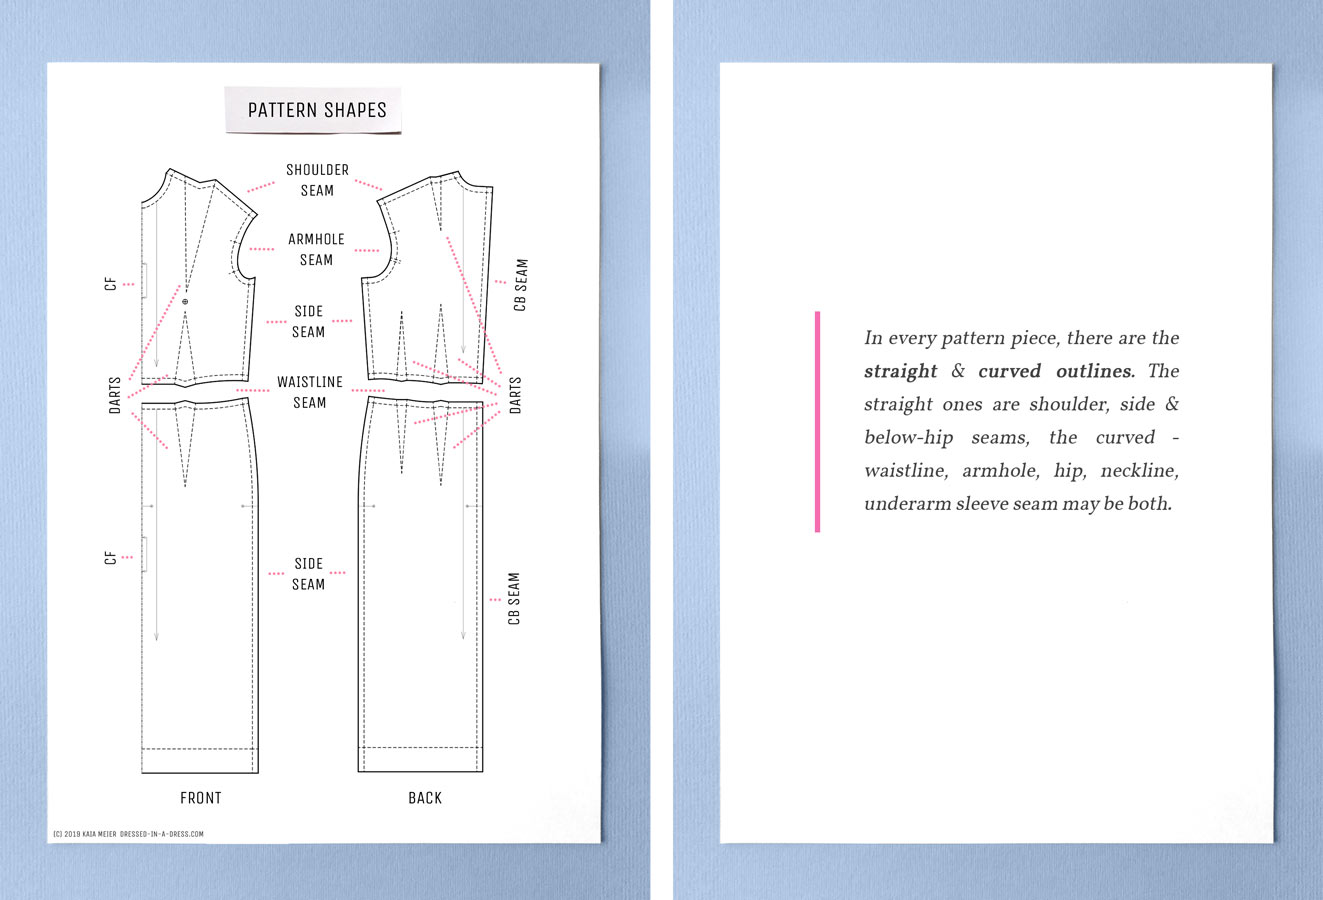 PATTERN SHAPES
SHOULDER
SEAM
ARMHOLE
SEAM
CF
CB SEAM
SIDE
SEAM
WAISTLINE
SEAM
DARTS
DARTS
CF
SIDE
SEAM
CB SEAM
FRONT
BACK
(C) 2019 KAIA MEIER DRESSED-IN-A-DRESS.COM
In every pattern piece, there are the
straight & curved outlines. The
straight ones are shoulder, side &
below-hip seams, the curved -
waistline, armhole, hip, neckline,
underarm sleeve seam may be both.